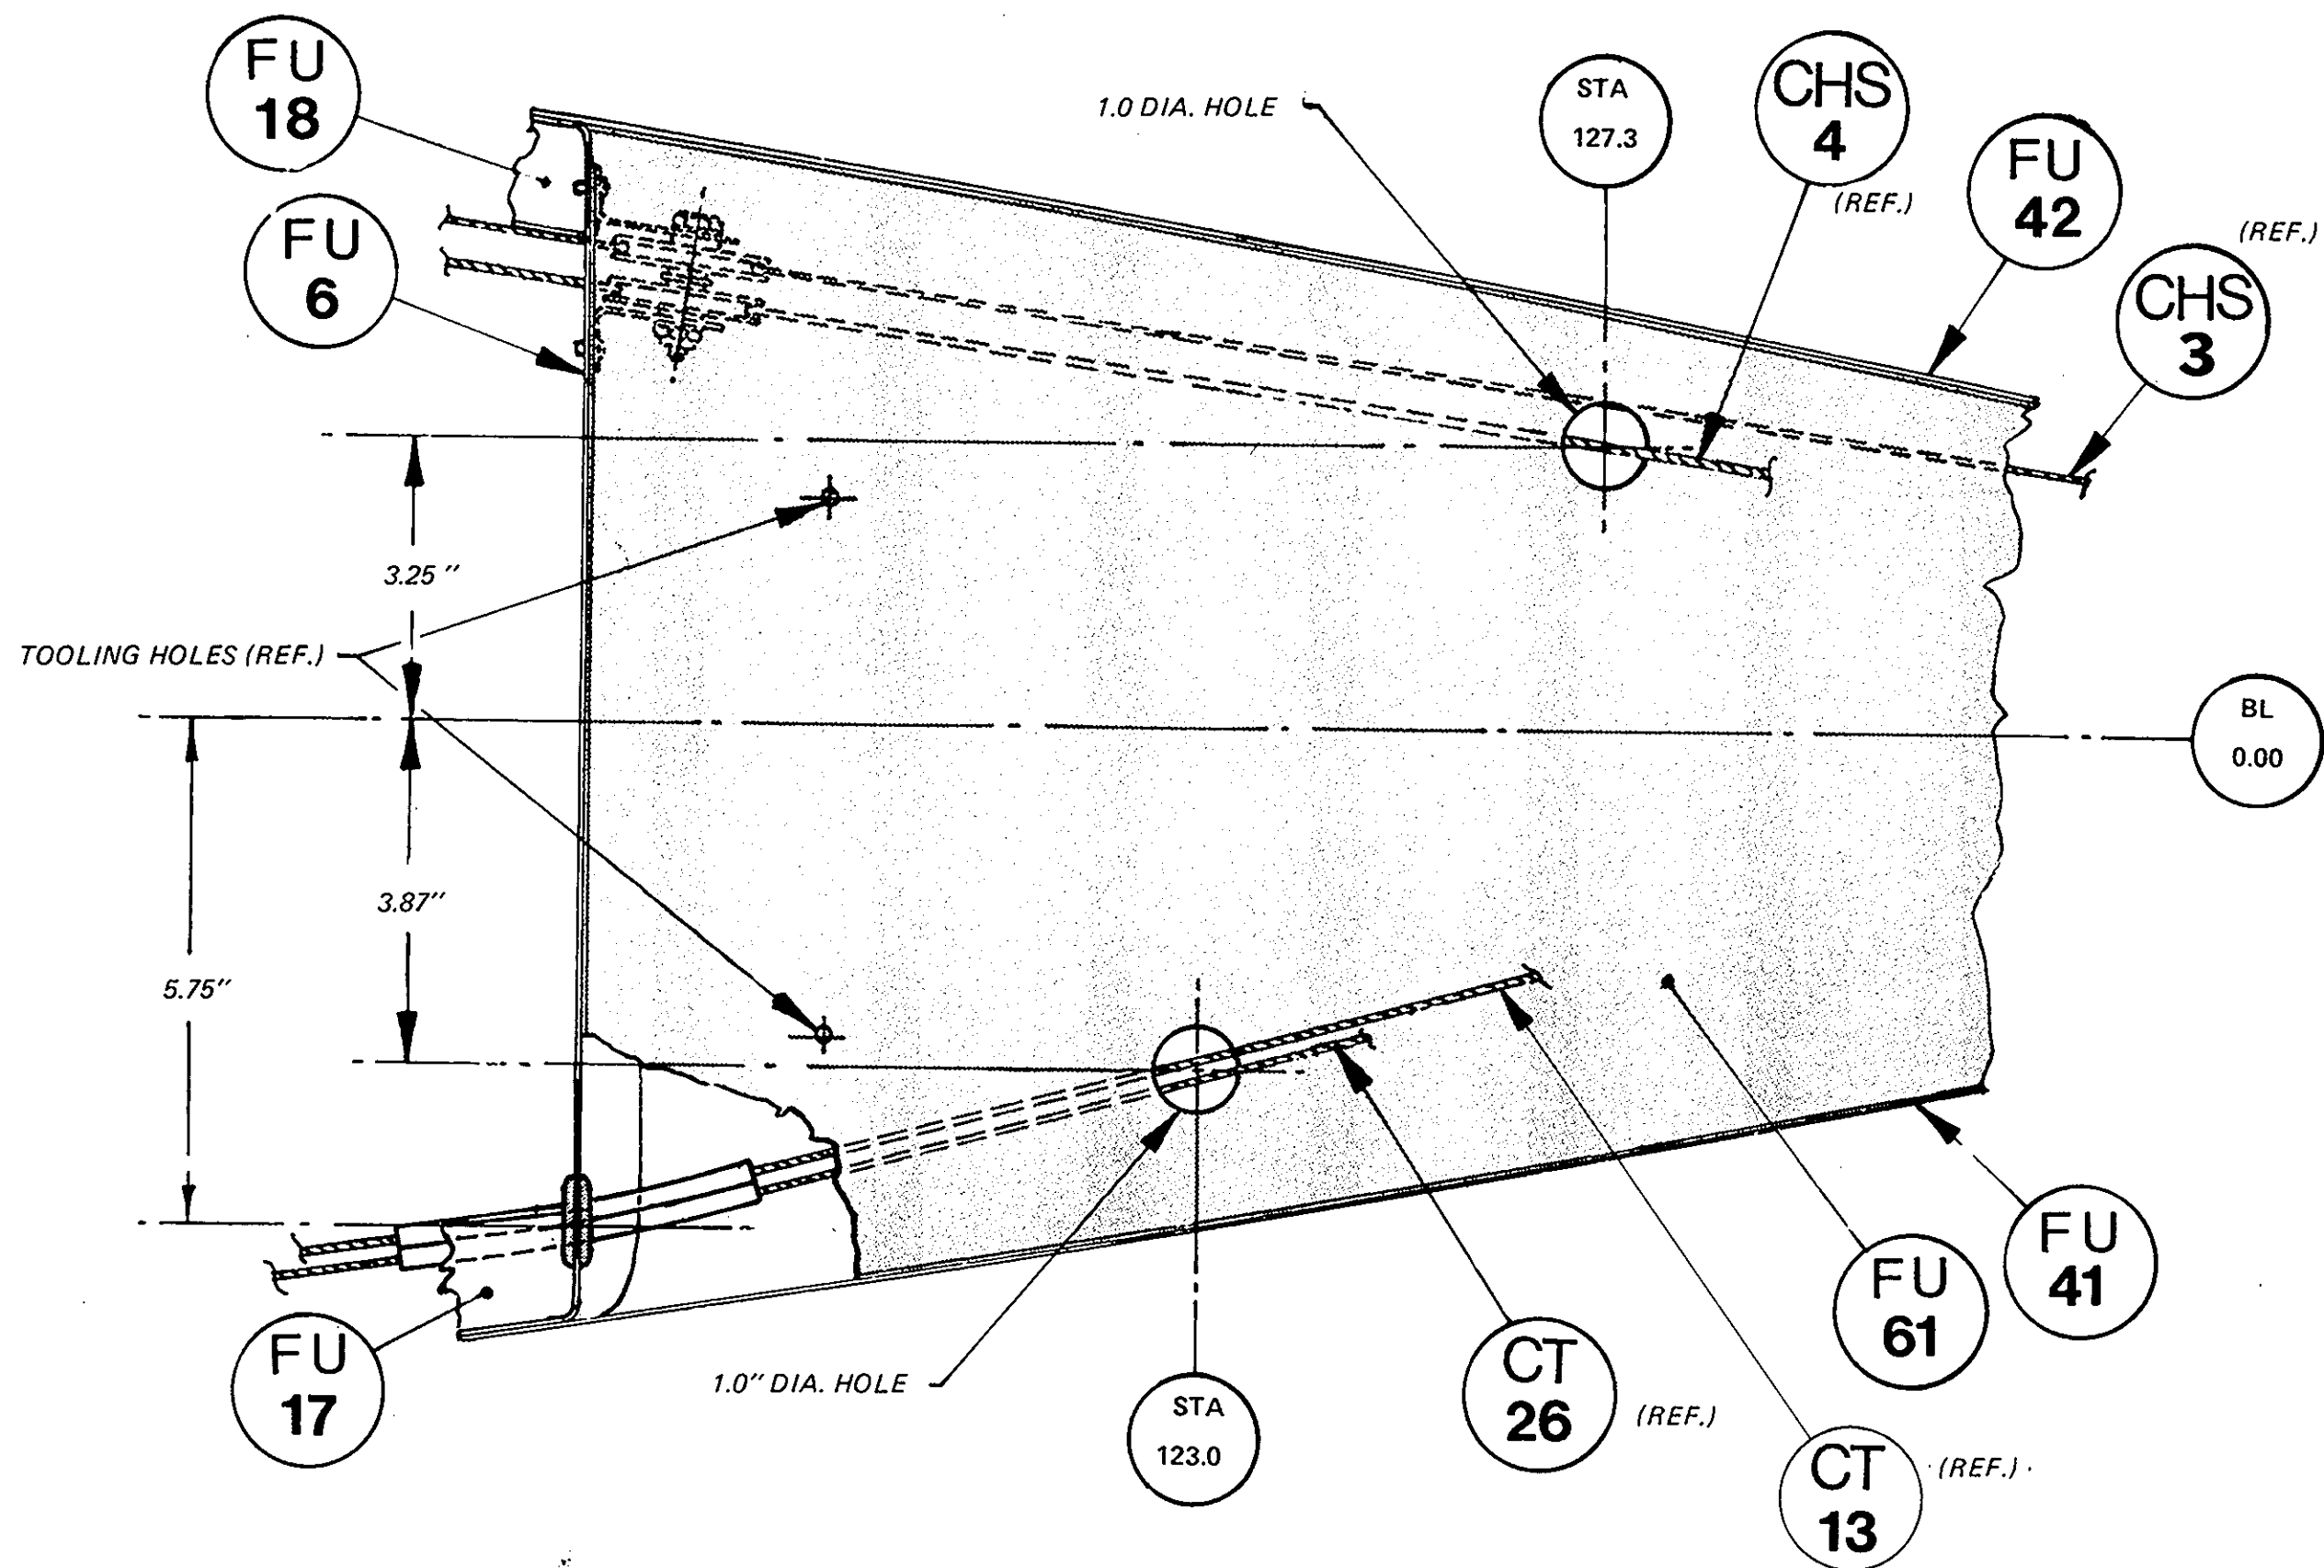 FU
18
1.0 DIA. HOLE
STA
127.3
CHS
4
(REF.)
FU
42
(REF.)
CHS
3
FU
6
3.25"
TOOLING HOLES (REF.)
BL
0.00
3.87"
5.75"
FU
17
1.0" DIA. HOLE
STA
123.0
CT
26
(REF.)
FU
61
FU
41
CT
13
(REF.)